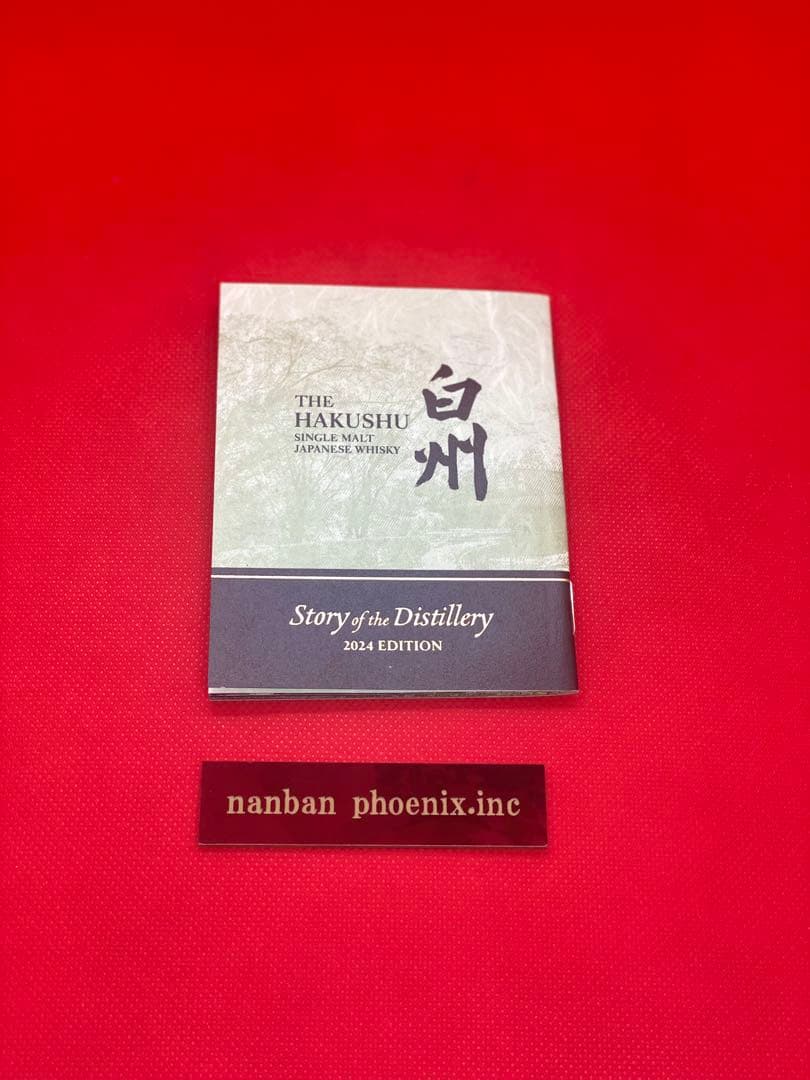 THE
HAKUSHU
SINGLE MALT
JAPANESE WHISKY
白州
Story of the Distillery
2024 EDITION
nanban phoenix.inc